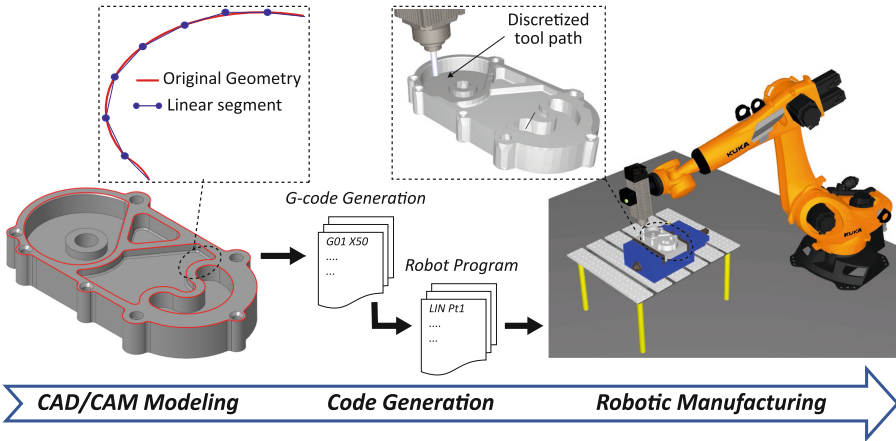 Original Geometry
Linear segment
Discretized
tool path
G-code Generation
G01 X50
....
...
Robot Program
LIN Pt1
....
...
KUKA
KUKA
CAD/CAM Modeling
Code Generation
Robotic Manufacturing